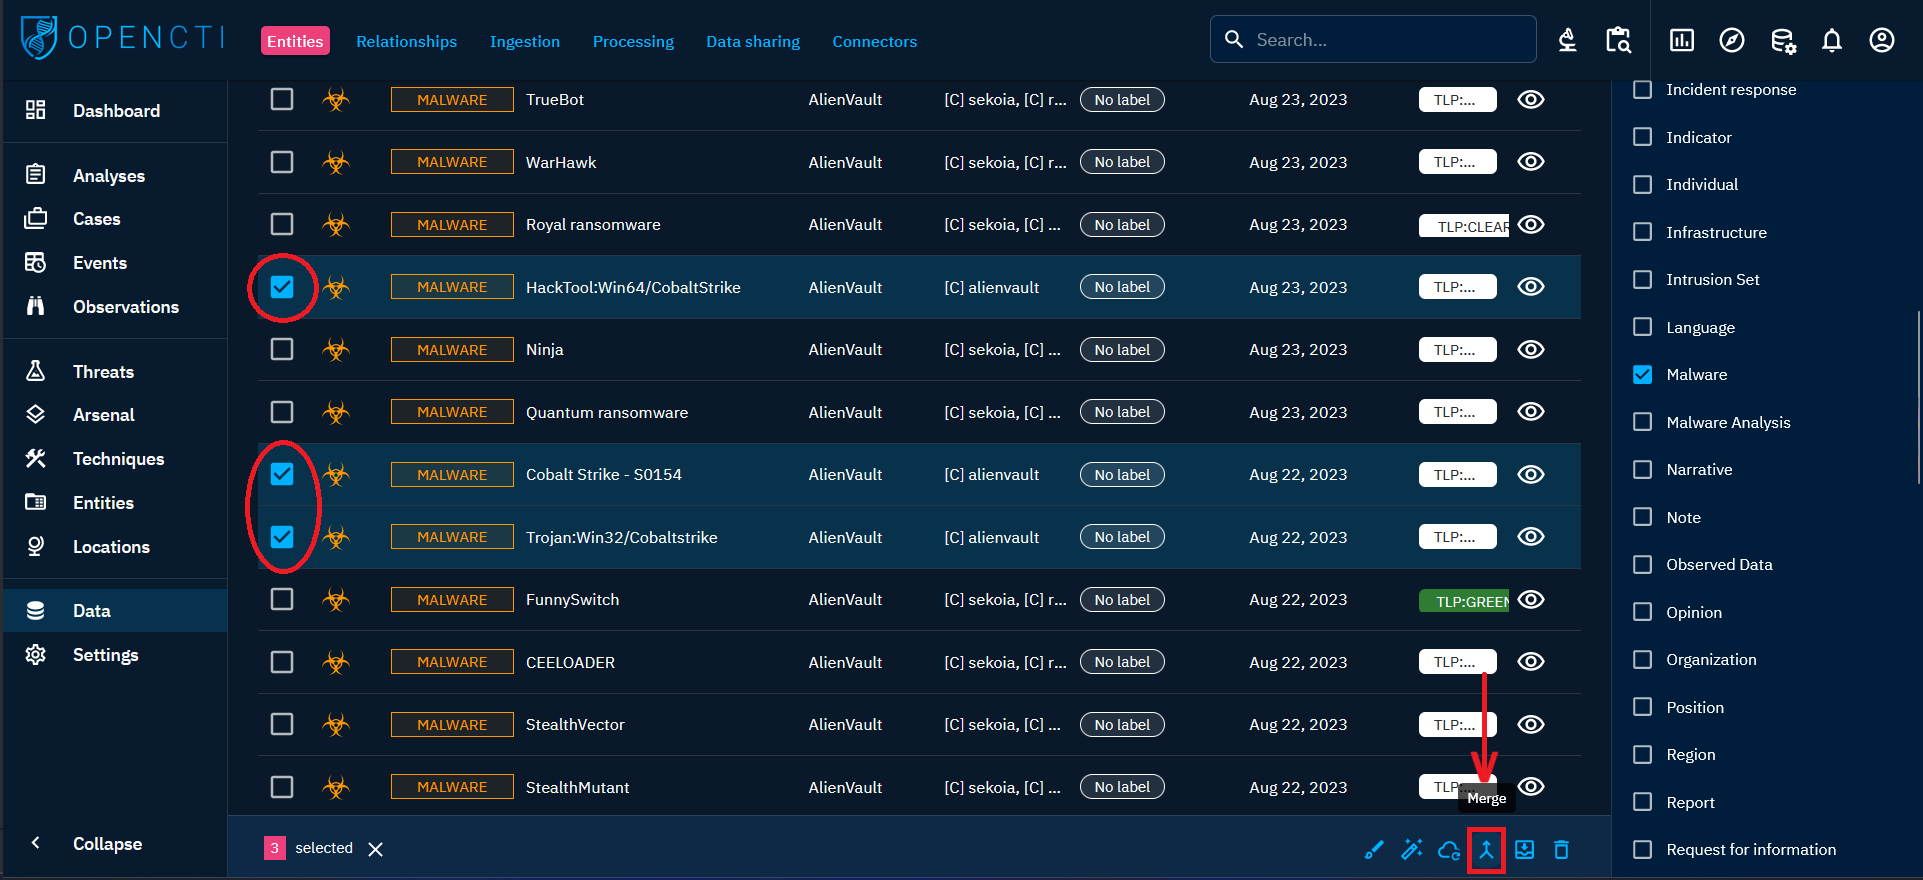 OPENCTI
Entities Relationships Ingestion Processing Data sharing Connectors
Search...
Dashboard
Analyses
Cases
Events
Observations
Threats
Arsenal
Techniques
Entities
Locations
Data
Settings
Collapse
MALWARE TrueBot AlienVault [C] sekoia, [C] r... No label Aug 23, 2023 TLP:...
MALWARE WarHawk AlienVault [C] sekoia, [C] r... No label Aug 23, 2023 TLP:...
MALWARE Royal ransomware AlienVault [C] sekoia, [C] ... No label Aug 23, 2023 TLP:CLEAR
MALWARE HackTool:Win64/CobaltStrike AlienVault [C] alienvault No label Aug 23, 2023 TLP:...
MALWARE Ninja AlienVault [C] sekoia, [C] ... No label Aug 23, 2023 TLP:...
MALWARE Quantum ransomware AlienVault [C] sekoia, [C] ... No label Aug 23, 2023 TLP:...
MALWARE Cobalt Strike - S0154 AlienVault [C] alienvault No label Aug 22, 2023 TLP:...
MALWARE Trojan:Win32/Cobaltstrike AlienVault [C] alienvault No label Aug 22, 2023 TLP:...
MALWARE FunnySwitch AlienVault [C] sekoia, [C] r... No label Aug 22, 2023 TLP:GREEN
MALWARE CEELOADER AlienVault [C] sekoia, [C] r... No label Aug 22, 2023 TLP:...
MALWARE StealthVector AlienVault [C] sekoia, [C] ... No label Aug 22, 2023 TLP:...
MALWARE StealthMutant AlienVault [C] sekoia, [C] ... No label Aug 22, 2023 TLP:...
Merge
3 selected
Incident response
Indicator
Individual
Infrastructure
Intrusion Set
Language
Malware
Malware Analysis
Narrative
Note
Observed Data
Opinion
Organization
Position
Region
Report
Request for information